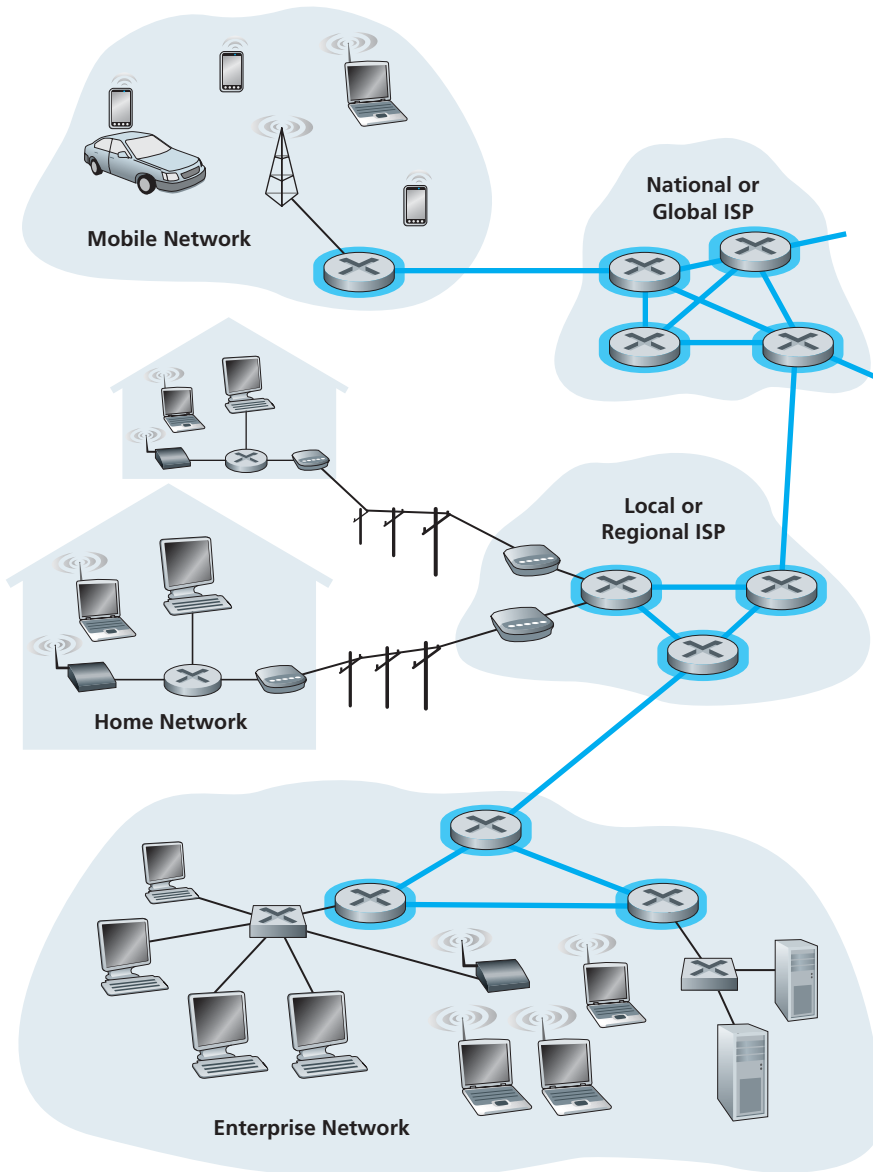 National or
Global ISP
Mobile Network
Local or
Regional ISP
Home Network
Enterprise Network